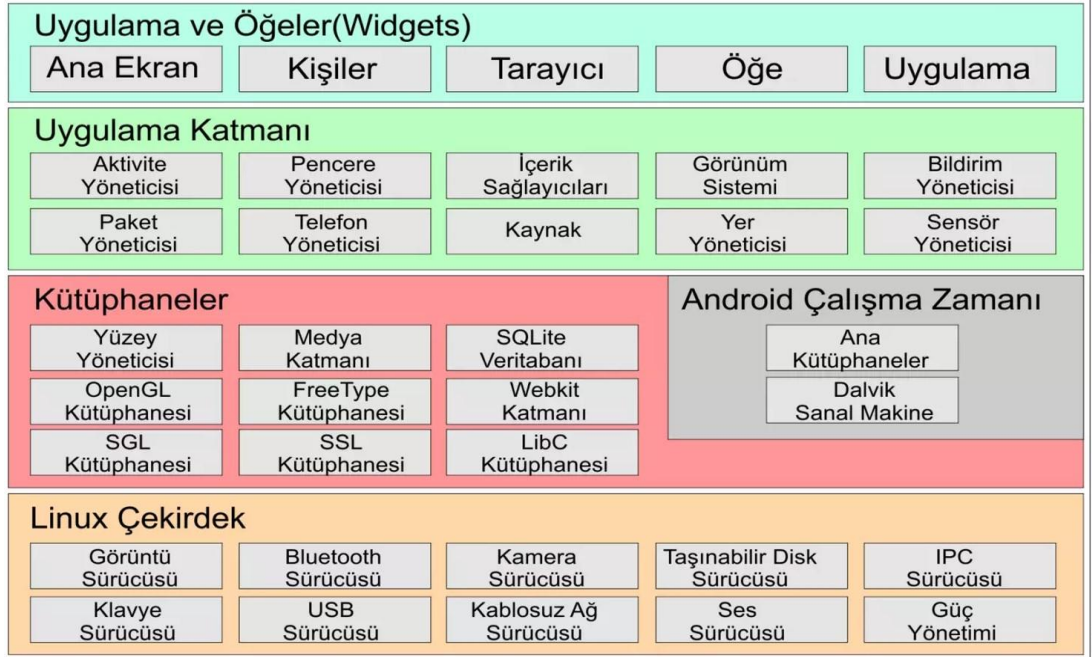 Uygulama ve Öğeler(Widgets)
Ana Ekran
Kişiler
Tarayıcı
Öğe
Uygulama
Uygulama Katmanı
Aktivite
Yöneticisi
Pencere
Yöneticisi
İçerik
Sağlayıcıları
Görünüm
Sistemi
Bildirim
Yöneticisi
Paket
Yöneticisi
Telefon
Yöneticisi
Kaynak
Yer
Yöneticisi
Sensör
Yöneticisi
Kütüphaneler
Yüzey
Yöneticisi
Medya
Katmanı
SQLite
Veritabanı
OpenGL
Kütüphanesi
FreeType
Kütüphanesi
Webkit
Katmanı
SGL
Kütüphanesi
SSL
Kütüphanesi
LibC
Kütüphanesi
Android Çalışma Zamanı
Ana
Kütüphaneler
Dalvik
Sanal Makine
Linux Çekirdek
Görüntü
Sürücüsü
Bluetooth
Sürücüsü
Kamera
Sürücüsü
Taşınabilir Disk
Sürücüsü
IPC
Sürücüsü
Klavye
Sürücüsü
USB
Sürücüsü
Kablosuz Ağ
Sürücüsü
Ses
Sürücüsü
Güç
Yönetimi